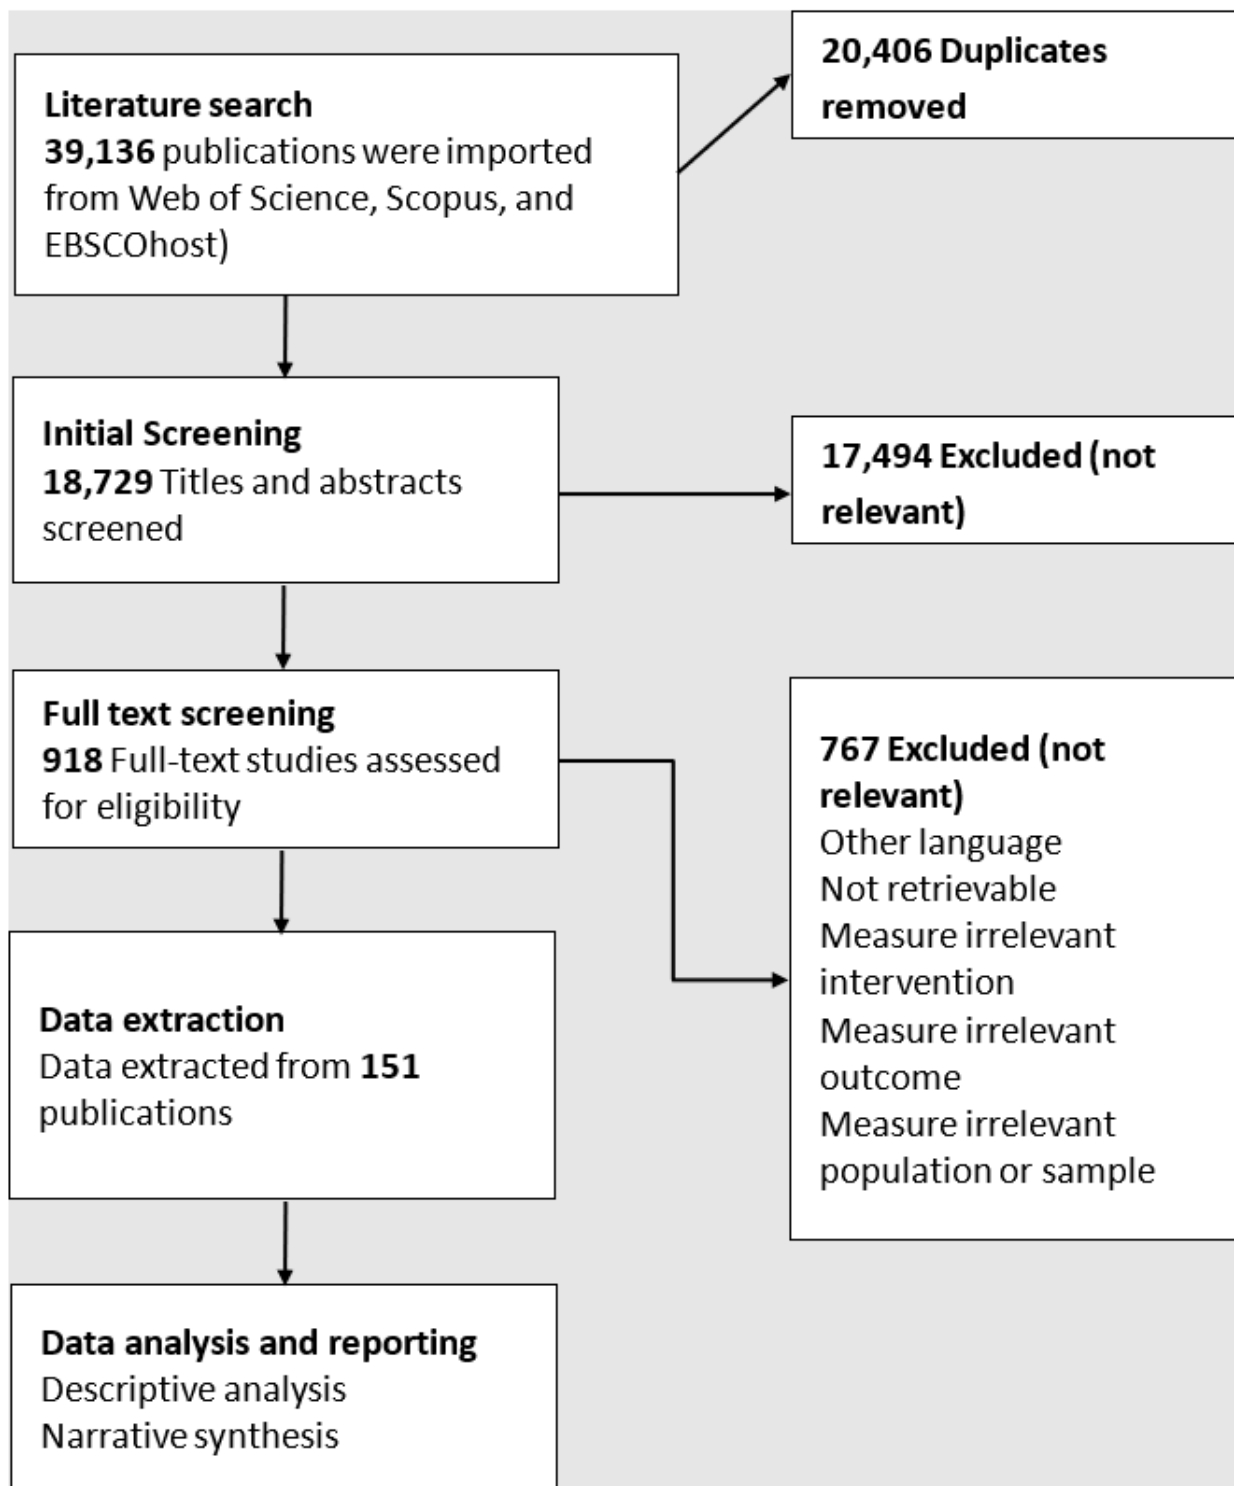 Literature search
39,136 publications were imported
from Web of Science, Scopus, and
EBSCOhost)
20,406 Duplicates
removed
Initial Screening
18,729 Titles and abstracts
screened
17,494 Excluded (not
relevant)
Full text screening
918 Full-text studies assessed
for eligibility
767 Excluded (not
relevant)
Other language
Not retrievable
Measure irrelevant
intervention
Measure irrelevant
outcome
Measure irrelevant
population or sample
Data extraction
Data extracted from 151
publications
Data analysis and reporting
Descriptive analysis
Narrative synthesis